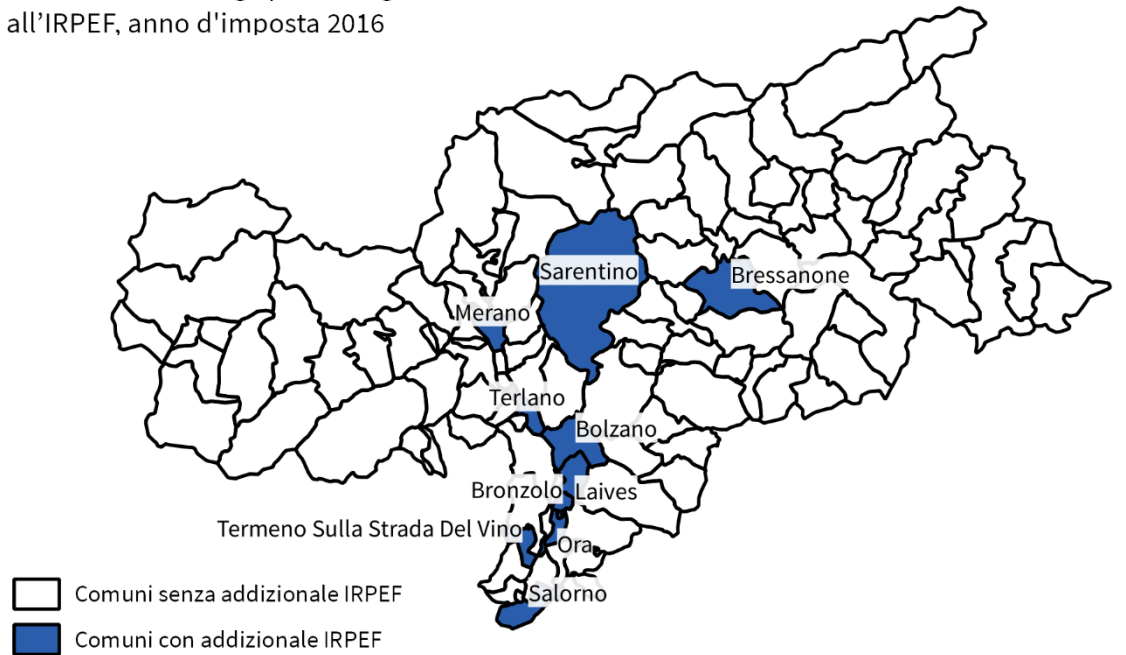 all'IRPEF, anno d'imposta 2016
Sarentino
Bressanone
Merano
Terlano
Bolzano
Bronzolo
Laives
Termeno Sulla Strada Del Vino
Ora
Salorno
Comuni senza addizionale IRPEF
Comuni con addizionale IRPEF